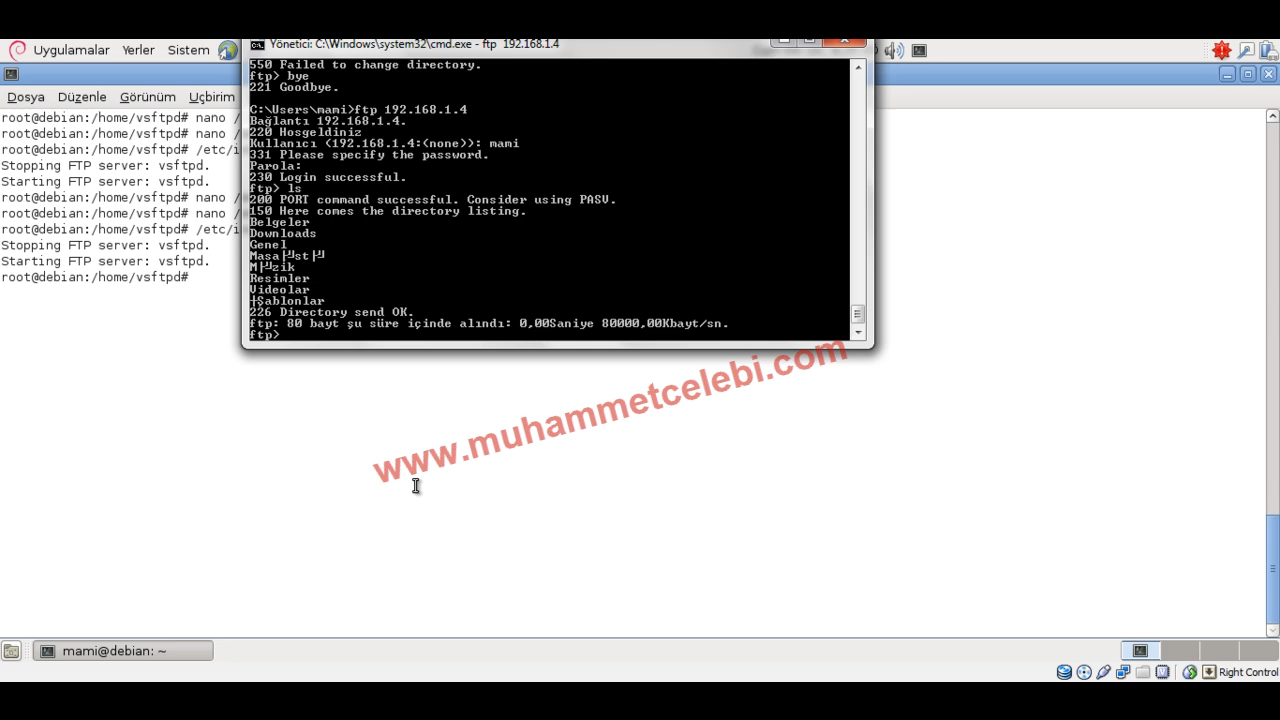 Yönetici: C:\Windows\system32\cmd.exe - ftp 192.168.1.4
Uygulamalar Yerler Sistem
Dosya Düzenle Görünüm Uçbirim
root@debian:/home/vsftpd# nano /
root@debian:/home/vsftpd# nano /
root@debian:/home/vsftpd# /etc/i
Stopping FTP server: vsftpd.
Starting FTP server: vsftpd.
root@debian:/home/vsftpd# nano /
root@debian:/home/vsftpd# nano /
root@debian:/home/vsftpd# /etc/i
Stopping FTP server: vsftpd.
Starting FTP server: vsftpd.
root@debian:/home/vsftpd#
550 Failed to change directory.
ftp> bye
221 Goodbye.
C:\Users\mami>ftp 192.168.1.4
Bağlantı 192.168.1.4.
220 Hosgeldiniz
Kullanıcı (192.168.1.4:(none)): mami
331 Please specify the password.
Parola:
230 Login successful.
ftp> ls
200 PORT command successful. Consider using PASV.
150 Here comes the directory listing.
Belgeler
Downloads
Genel
Resimler
Videolar
226 Directory send OK.
ftp: 80 bayt şu süre içinde alındı: 0,00Saniye 80000,00Kbayt/sn.
ftp>
www.muhammetcelebi.com
mami@debian: ~
Right Control